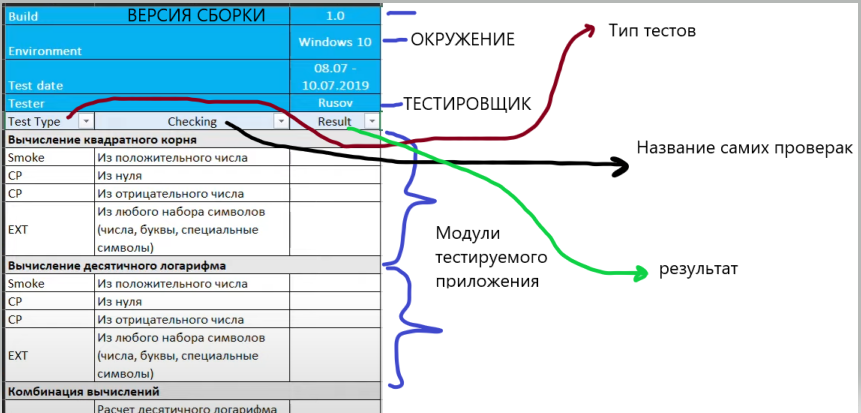 Build ВЕРСИЯ СБОРКИ 1.0
Environment Windows 10 ОКРУЖЕНИЕ
Test date 08.07 -
10.07.2019
Tester Rusov ТЕСТИРОВЩИК
Test Type Checking Result
Вычисление квадратного корня
Smoke Из положительного числа
CP Из нуля
CP Из отрицательного числа
EXT Из любого набора символов
(числа, буквы, специальные
символы)
Вычисление десятичного логарифма
Smoke Из положительного числа
CP Из нуля
CP Из отрицательного числа
EXT Из любого набора символов
(числа, буквы, специальные
символы)
Комбинация вычислений
Расчет десятичного логарифма
Тип тестов
Название самих проверак
Модули
тестируемого
приложения
результат